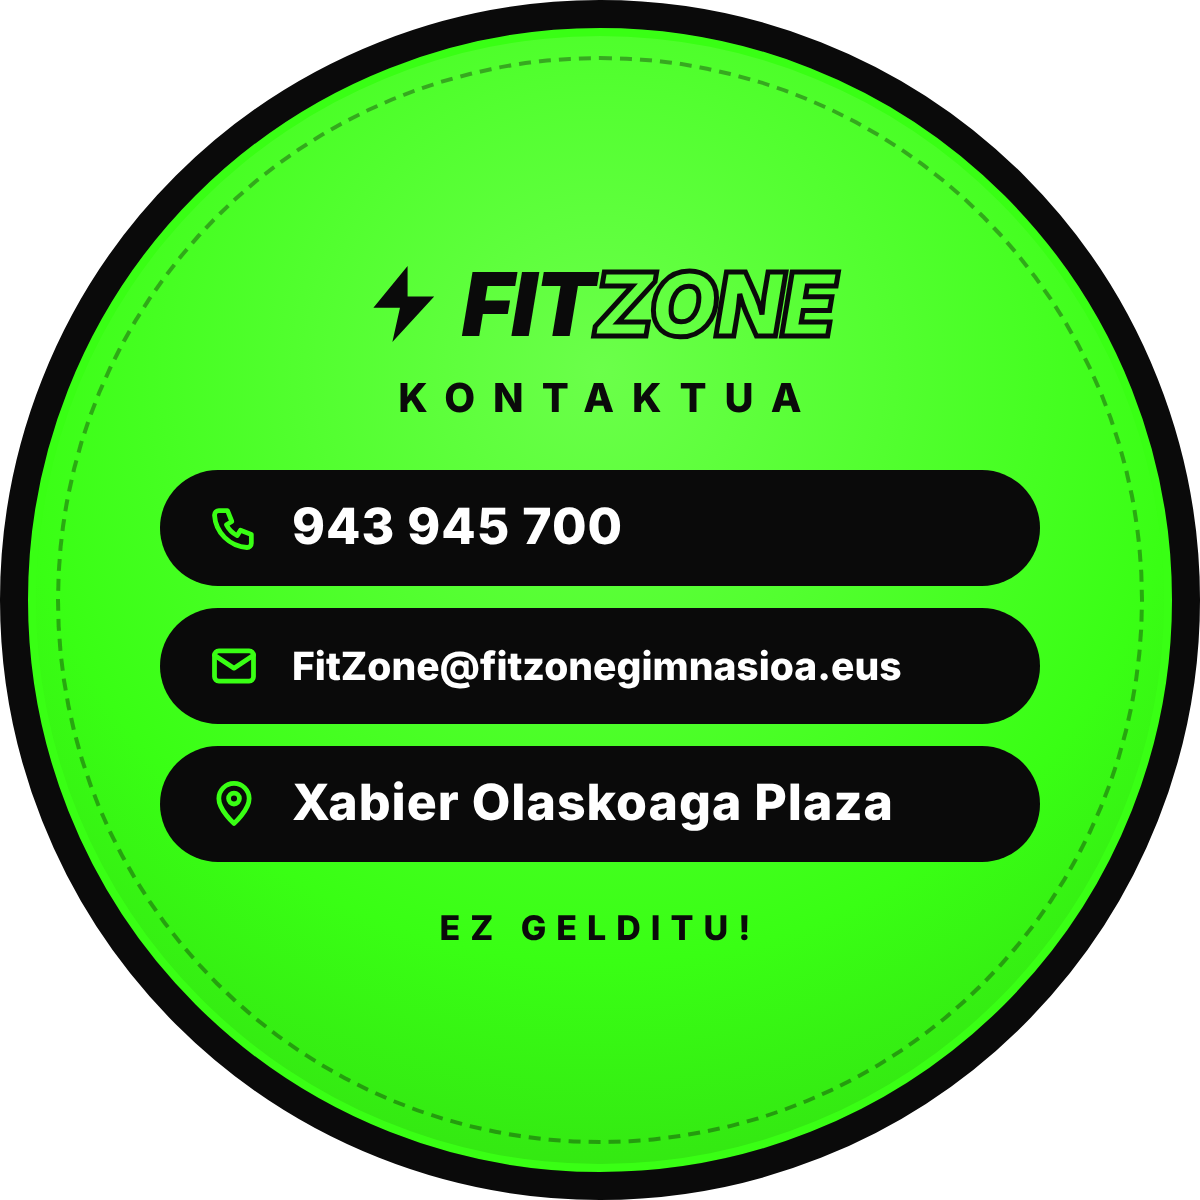 FITZONE
KONTAKTUA
943 945 700
FitZone@fitzonegimnasioa.eus
Xabier Olaskoaga Plaza
EZ GELDITU!